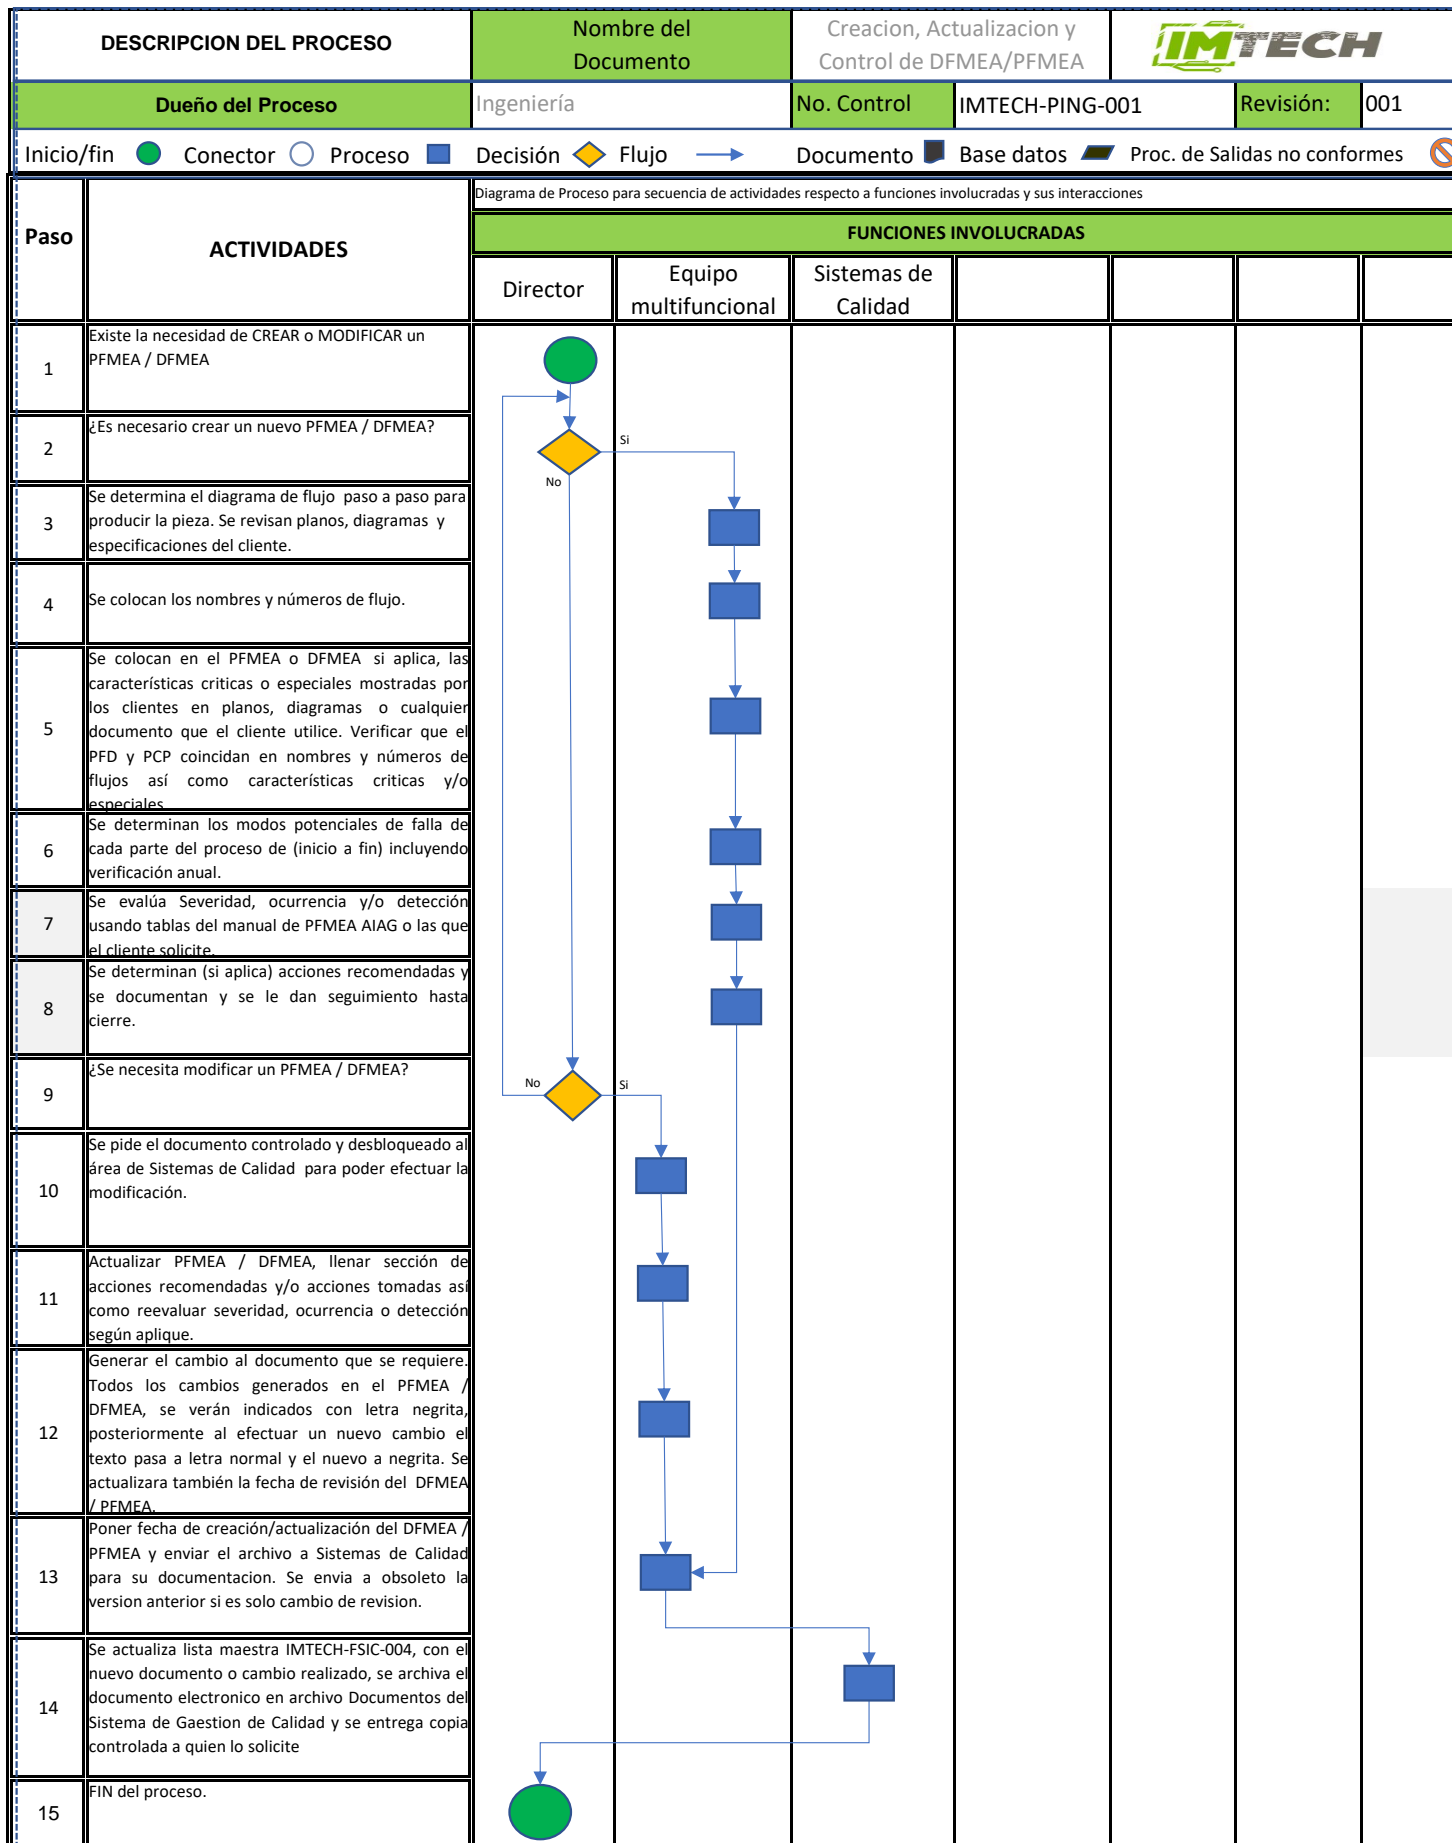 DESCRIPCION DEL PROCESO
Nombre del
Documento
Creacion, Actualizacion y
Control de DFMEA/PFMEA
IMTECH
Dueño del Proceso
Ingeniería
No. Control
IMTECH-PING-001
Revisión:
001
Inicio/fin
Conector
Proceso
Decisión
Flujo
Documento
Base datos
Proc. de Salidas no conformes
Paso
ACTIVIDADES
Diagrama de Proceso para secuencia de actividades respecto a funciones involucradas y sus interacciones
FUNCIONES INVOLUCRADAS
Director
Equipo
multifuncional
Sistemas de
Calidad
1
Existe la necesidad de CREAR o MODIFICAR un
PFMEA / DFMEA
2
¿Es necesario crear un nuevo PFMEA / DFMEA?
Si
No
3
Se determina el diagrama de flujo  paso a paso para
producir la pieza. Se revisan planos, diagramas  y
especificaciones del cliente.
4
Se colocan los nombres y números de flujo.
5
Se colocan en el PFMEA o DFMEA si aplica, las
características criticas o especiales mostradas por
los clientes en planos, diagramas o cualquier
documento que el cliente utilice. Verificar que el
PFD y PCP coincidan en nombres y números de
flujos así como características criticas y/o
especiales.
6
Se determinan los modos potenciales de falla de
cada parte del proceso de (inicio a fin) incluyendo
verificación anual.
7
Se evalúa Severidad, ocurrencia y/o detección
usando tablas del manual de PFMEA AIAG o las que
el cliente solicite.
8
Se determinan (si aplica) acciones recomendadas y
se documentan y se le dan seguimiento hasta
cierre.
9
¿Se necesita modificar un PFMEA / DFMEA?
No
Si
10
Se pide el documento controlado y desbloqueado al
área de Sistemas de Calidad  para poder efectuar la
modificación.
11
Actualizar PFMEA / DFMEA, llenar sección de
acciones recomendadas y/o acciones tomadas así
como reevaluar severidad, ocurrencia o detección
según aplique.
12
Generar el cambio al documento que se requiere.
Todos los cambios generados en el PFMEA /
DFMEA, se verán indicados con letra negrita,
posteriormente al efectuar un nuevo cambio el
texto pasa a letra normal y el nuevo a negrita. Se
actualizara también la fecha de revisión del  DFMEA
/ PFMEA.
13
Poner fecha de creación/actualización del DFMEA /
PFMEA y enviar el archivo a Sistemas de Calidad
para su documentacion. Se envia a obsoleto la
version anterior si es solo cambio de revision.
14
Se actualiza lista maestra IMTECH-FSIC-004, con el
nuevo documento o cambio realizado, se archiva el
documento electronico en archivo Documentos del
Sistema de Gaestion de Calidad y se entrega copia
controlada a quien lo solicite
15
FIN del proceso.